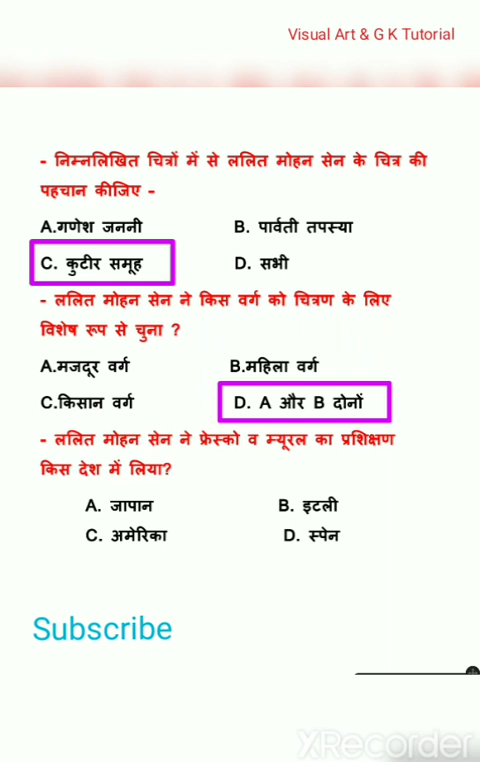 Visual Art & G K Tutorial
- निम्नलिखित चित्रों में से ललित मोहन सेन के चित्र की
पहचान कीजिए -
A.गणेश जननी B. पार्वती तपस्या
C. कुटीर समूह D. सभी
- ललित मोहन सेन ने किस वर्ग को चित्रण के लिए
विशेष रूप से चुना ?
A.मजदूर वर्ग B.महिला वर्ग
C.किसान वर्ग D. A और B दोनों
- ललित मोहन सेन ने फ्रेस्को व म्यूरल का प्रशिक्षण
किस देश में लिया?
A. जापान B. इटली
C. अमेरिका D. स्पेन
Subscribe
XRecorder